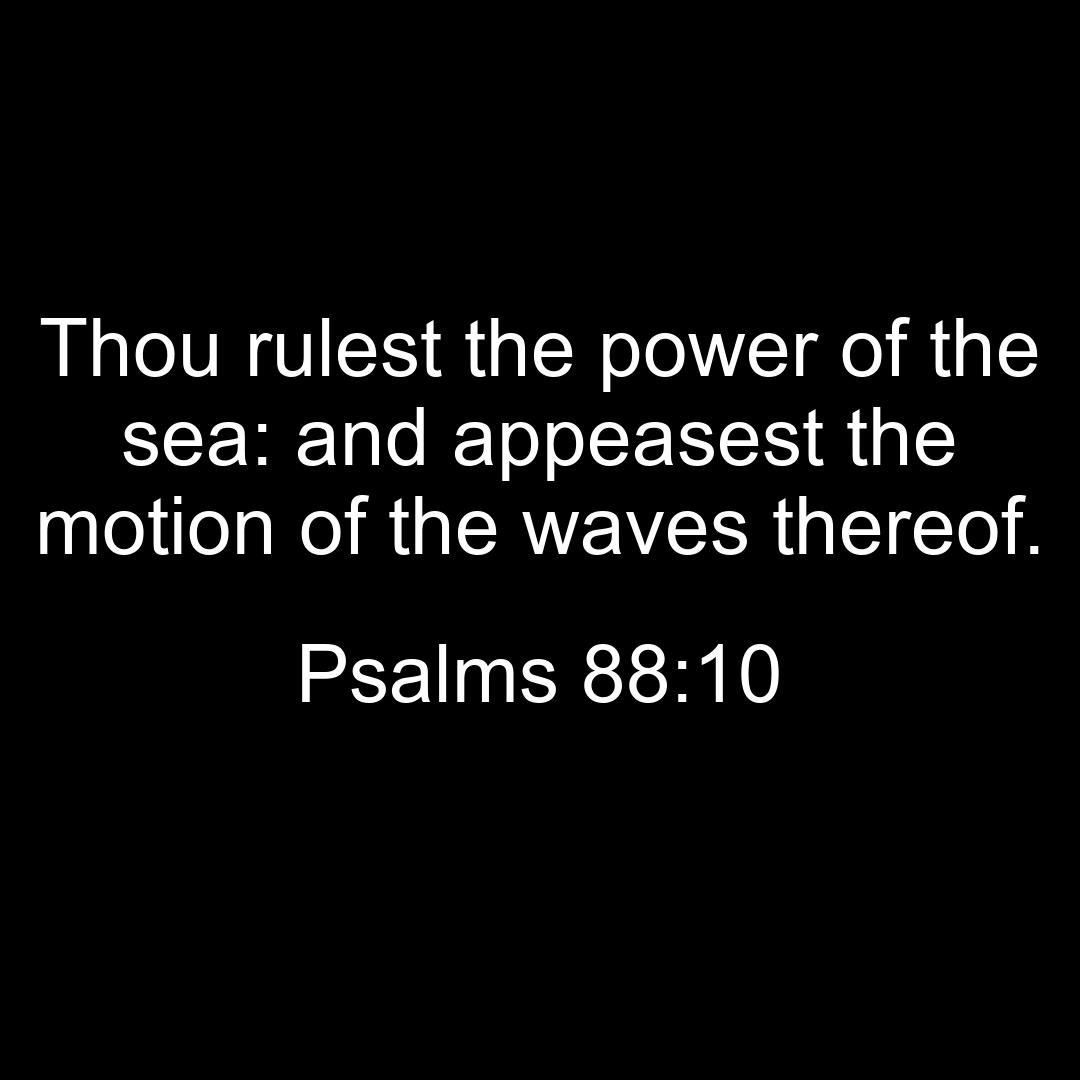 Thou rulest the power of the
sea: and appeasest the
motion of the waves thereof.
Psalms 88:10